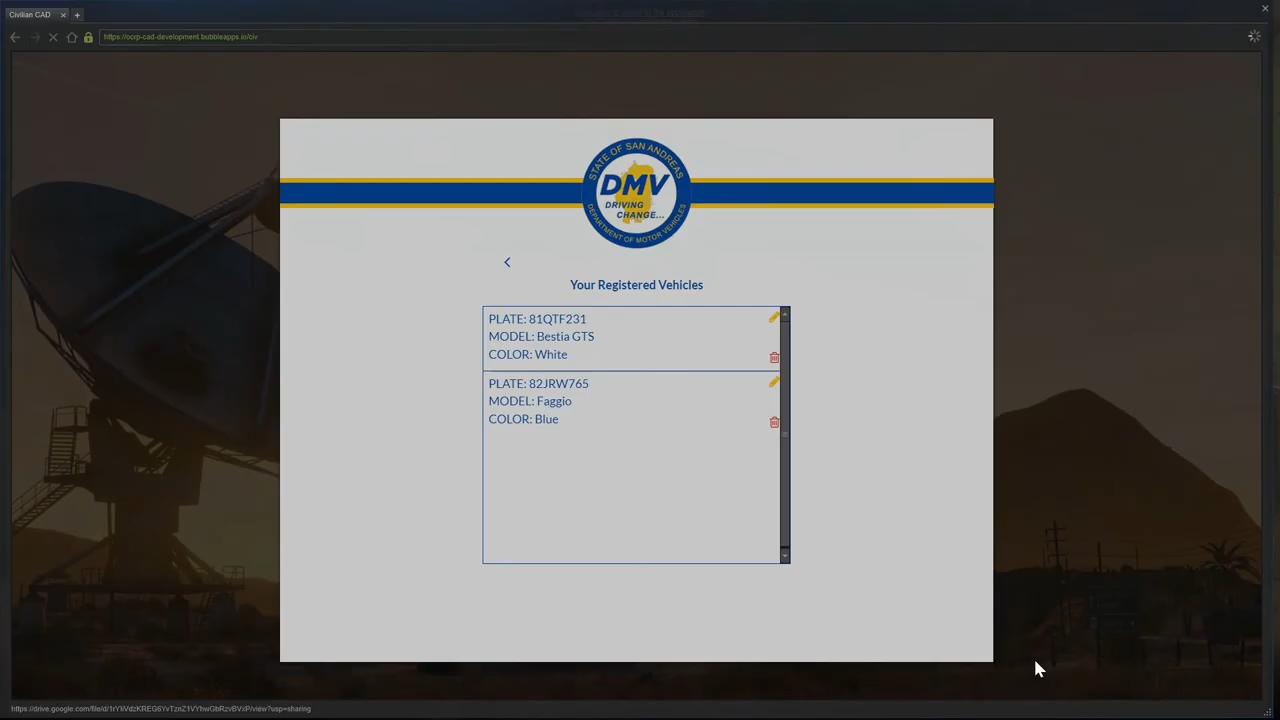 Civilian CAD
https://ocrp-cad-development.bubbleapps.io/civ
STATE OF SAN ANDREAS
DMV
DRIVING
CHANGE...
DEPARTMENT OF MOTOR VEHICLES
Your Registered Vehicles
PLATE: 81QTF231
MODEL: Bestia GTS
COLOR: White
PLATE: 82JRW765
MODEL: Faggio
COLOR: Blue